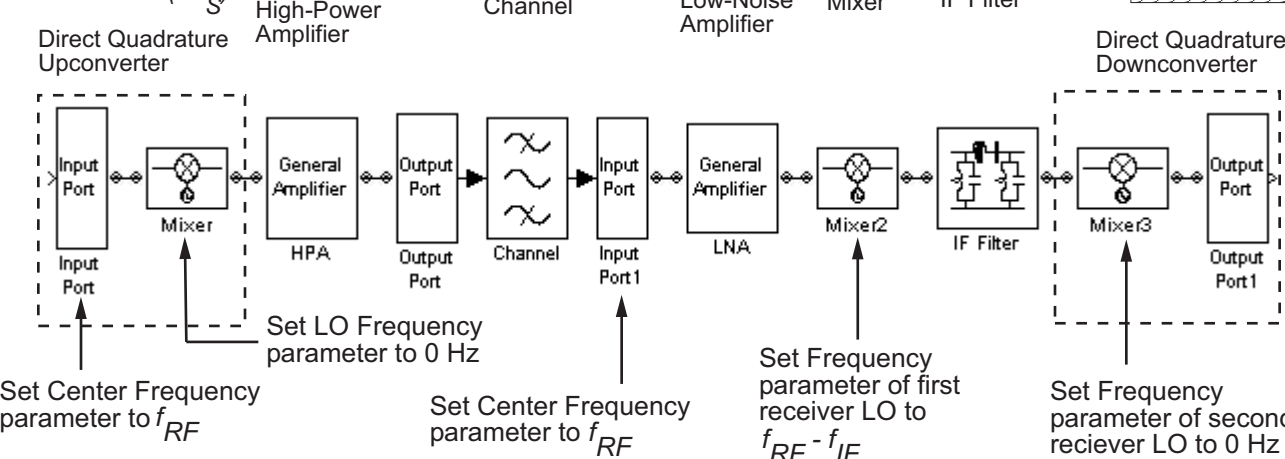 S
High-Power
Amplifier
Channel
Low-Noise
Amplifier
Mixer
IF Filter
Direct Quadrature
Upconverter
Direct Quadrature
Downconverter
Input
Port
Input
Port
Mixer
General
Amplifier
HPA
Output
Port
Output
Port
Channel
Input
Port
Input
Port1
General
Amplifier
LNA
Mixer2
IF Filter
Mixer3
Output
Port
Output
Port1
Set LO Frequency
parameter to 0 Hz
Set Center Frequency
parameter to fRF
Set Center Frequency
parameter to fRF
Set Frequency
parameter of first
receiver LO to
fRF - fIF
Set Frequency
parameter of second
reciever LO to 0 Hz